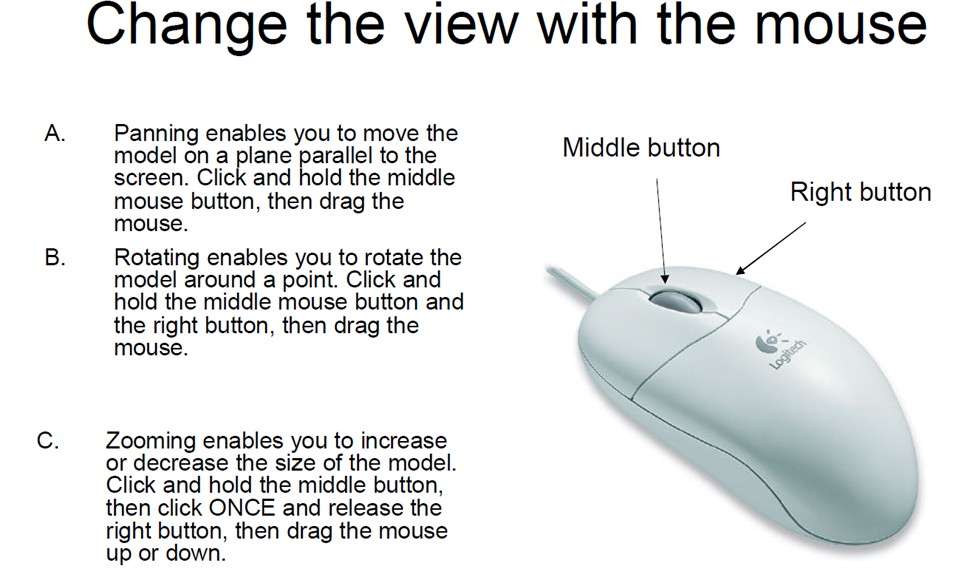 Change the view with the mouse
A. Panning enables you to move the
model on a plane parallel to the
screen. Click and hold the middle
mouse button, then drag the
mouse.
B. Rotating enables you to rotate the
model around a point. Click and
hold the middle mouse button and
the right button, then drag the
mouse.
C. Zooming enables you to increase
or decrease the size of the model.
Click and hold the middle button,
then click ONCE and release the
right button, then drag the mouse
up or down.
Middle button
Right button
Logitech